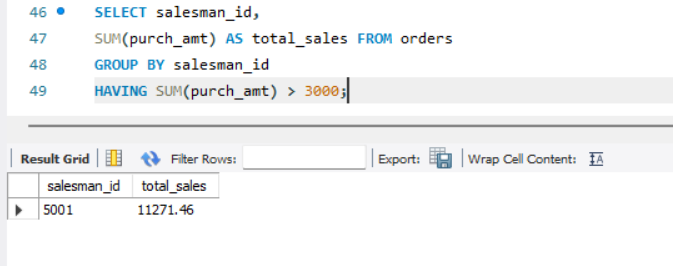 46 SELECT salesman_id,
47 SUM(purch_amt) AS total_sales FROM orders
48 GROUP BY salesman_id
49 HAVING SUM(purch_amt) > 3000;
Result Grid Filter Rows: Export: Wrap Cell Content: IA
salesman_id total_sales
5001 11271.46